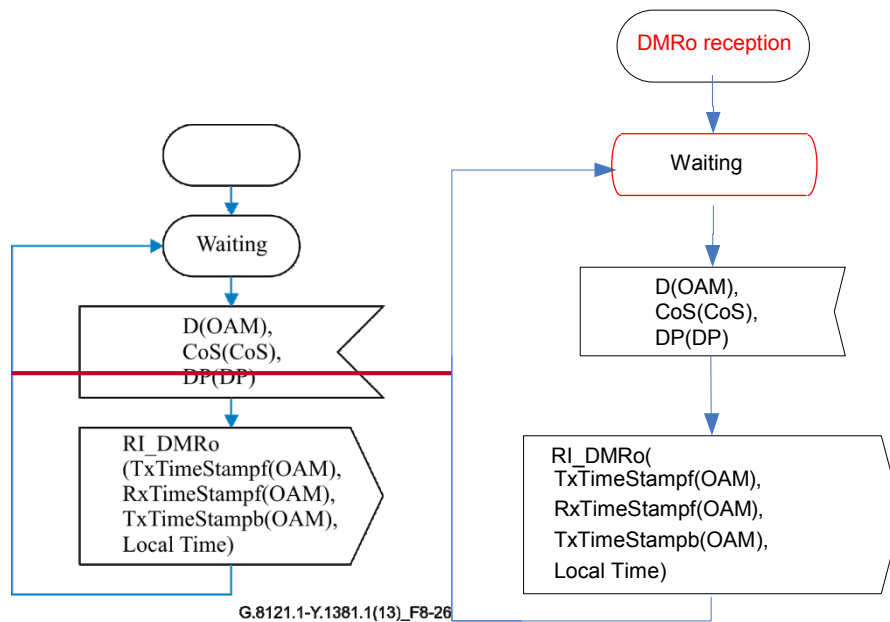 Waiting
D(OAM),
CoS(CoS),
DP(DP)
RI_DMRo
(TxTimeStampf(OAM),
RxTimeStampf(OAM),
TxTimeStampb(OAM),
Local Time)
G.8121.1-Y.1381.1(13)_F8-26
DMRo reception
Waiting
D(OAM),
CoS(CoS),
DP(DP)
RI_DMRo(
TxTimeStampf(OAM),
RxTimeStampf(OAM),
TxTimeStampb(OAM),
Local Time)